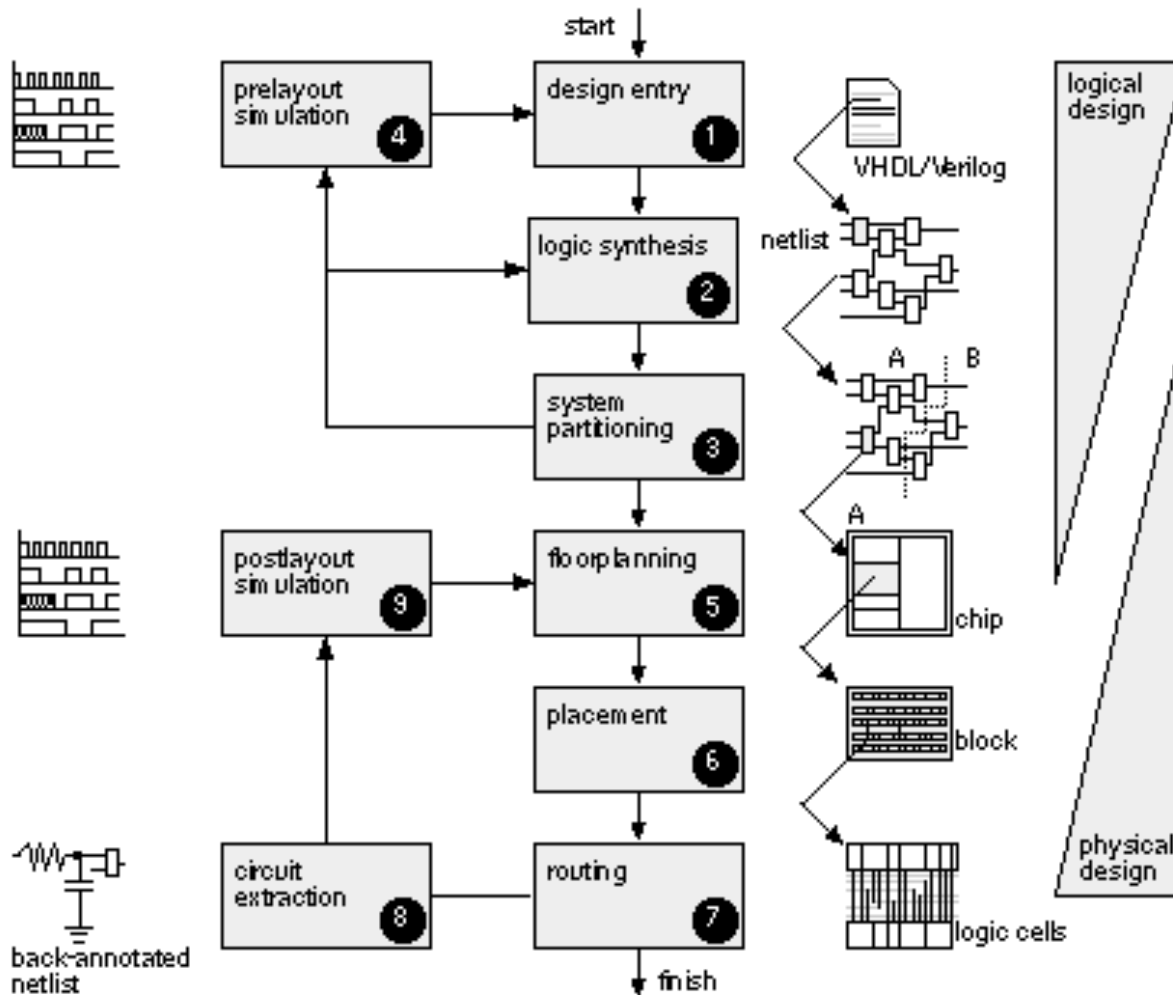 start
prelayout
simulation
4
design entry
1
VHDL/Verilog
logical
design
logic synthesis
2
netlist
system
partitioning
3
A
B
postlayout
simulation
9
floorplanning
5
A
chip
placement
6
block
circuit
extraction
8
routing
7
logic cells
physical
design
back-annotated
netlist
finish